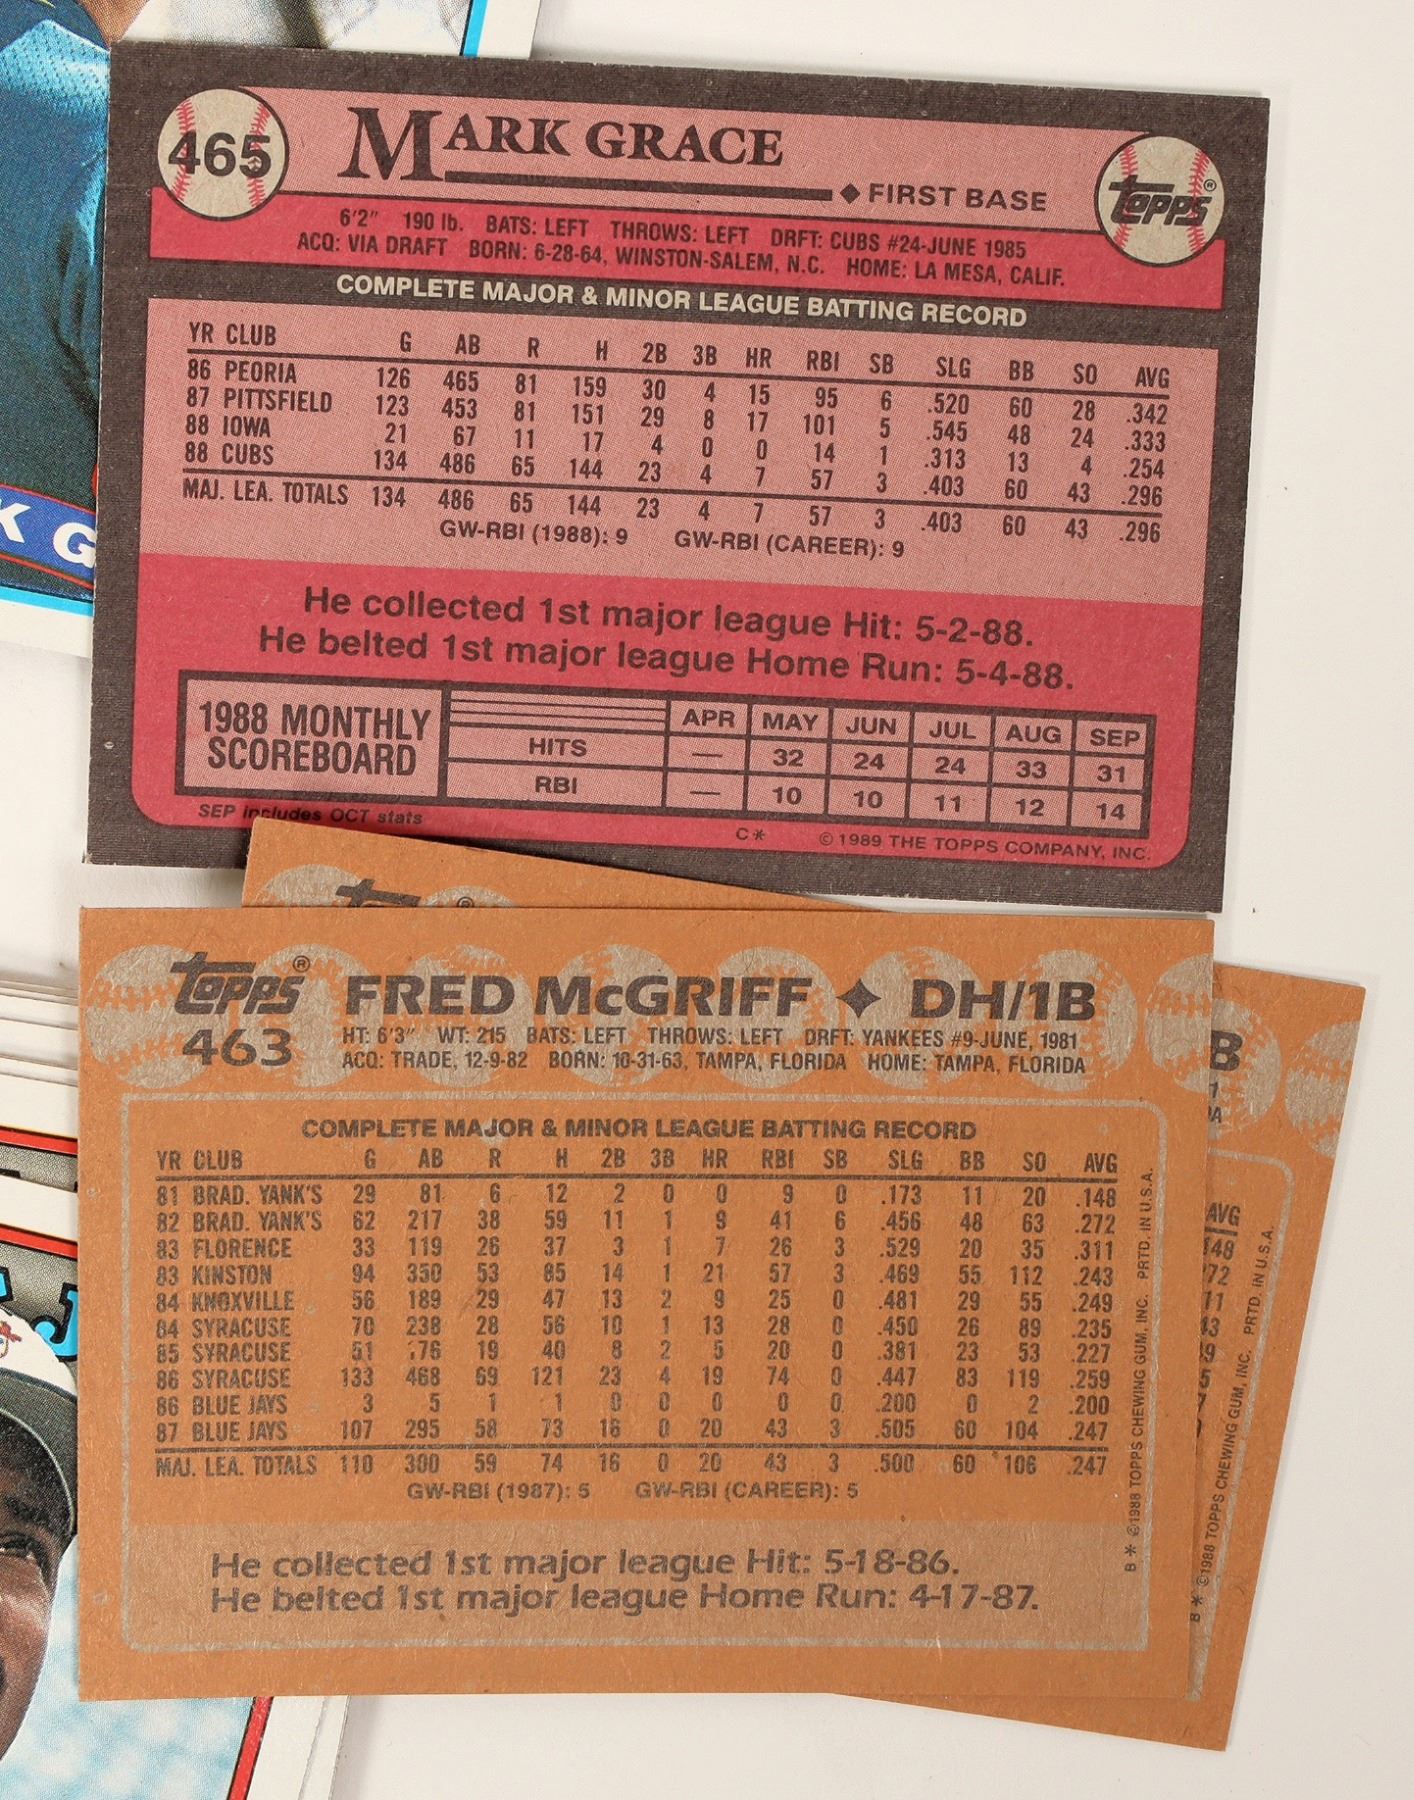 K G
465
MARK GRACE
◆ FIRST BASE
topps®
6'2" 190 lb. BATS: LEFT THROWS: LEFT DRFT: CUBS #24-JUNE 1985
ACQ: VIA DRAFT BORN: 6-28-64, WINSTON-SALEM, N.C. HOME: LA MESA, CALIF.
COMPLETE MAJOR & MINOR LEAGUE BATTING RECORD
YR CLUB G AB R H 2B 3B HR RBI SB SLG BB SO AVG
86 PEORIA 126 465 81 159 30 4 15 95 6 .520 60 28 .342
87 PITTSFIELD 123 453 81 151 29 8 17 101 5 .545 48 24 .333
88 IOWA 21 67 11 17 4 0 0 14 1 .313 13 4 .254
88 CUBS 134 486 65 144 23 4 7 57 3 .403 60 43 .296
MAJ. LEA. TOTALS 134 486 65 144 23 4 7 57 3 .403 60 43 .296
GW-RBI (1988): 9 GW-RBI (CAREER): 9
He collected 1st major league Hit: 5-2-88.
He belted 1st major league Home Run: 5-4-88.
1988 MONTHLY SCOREBOARD
APR MAY JUN JUL AUG SEP
HITS — 32 24 24 33 31
RBI — 10 10 11 12 14
SEP includes OCT stats
C* © 1989 THE TOPPS COMPANY, INC.
topps® FRED McGRIFF ✦ DH/1B
463
HT: 6'3" WT: 215 BATS: LEFT THROWS: LEFT DRFT: YANKEES #9-JUNE, 1981
ACQ: TRADE, 12-9-82 BORN: 10-31-63, TAMPA, FLORIDA HOME: TAMPA, FLORIDA
COMPLETE MAJOR & MINOR LEAGUE BATTING RECORD
YR CLUB G AB R H 2B 3B HR RBI SB SLG BB SO AVG
81 BRAD. YANK'S 29 81 6 12 2 0 0 9 0 .173 11 20 .148
82 BRAD. YANK'S 62 217 38 59 11 1 9 41 6 .456 48 63 .272
83 FLORENCE 33 119 26 37 3 1 7 26 3 .529 20 35 .311
83 KINSTON 94 350 53 85 14 1 21 57 3 .469 55 112 .243
84 KNOXVILLE 56 189 29 47 13 2 9 25 0 .481 29 55 .249
84 SYRACUSE 70 238 28 56 10 1 13 28 0 .450 26 89 .235
85 SYRACUSE 51 176 19 40 8 2 5 20 0 .381 23 53 .227
86 SYRACUSE 133 468 69 121 23 4 19 74 0 .447 83 119 .259
86 BLUE JAYS 3 5 1 1 0 0 0 0 0 .200 0 2 .200
87 BLUE JAYS 107 295 58 73 16 0 20 43 3 .505 60 104 .247
MAJ. LEA. TOTALS 110 300 59 74 16 0 20 43 3 .500 60 106 .247
GW-RBI (1987): 5 GW-RBI (CAREER): 5
He collected 1st major league Hit: 5-18-86.
He belted 1st major league Home Run: 4-17-87.
B * ©1988 TOPPS CHEWING GUM, INC. PRTD. IN U.S.A.
B
AVG
B * ©1988 TOPPS CHEWING GUM, INC. PRTD. IN U.S.A.